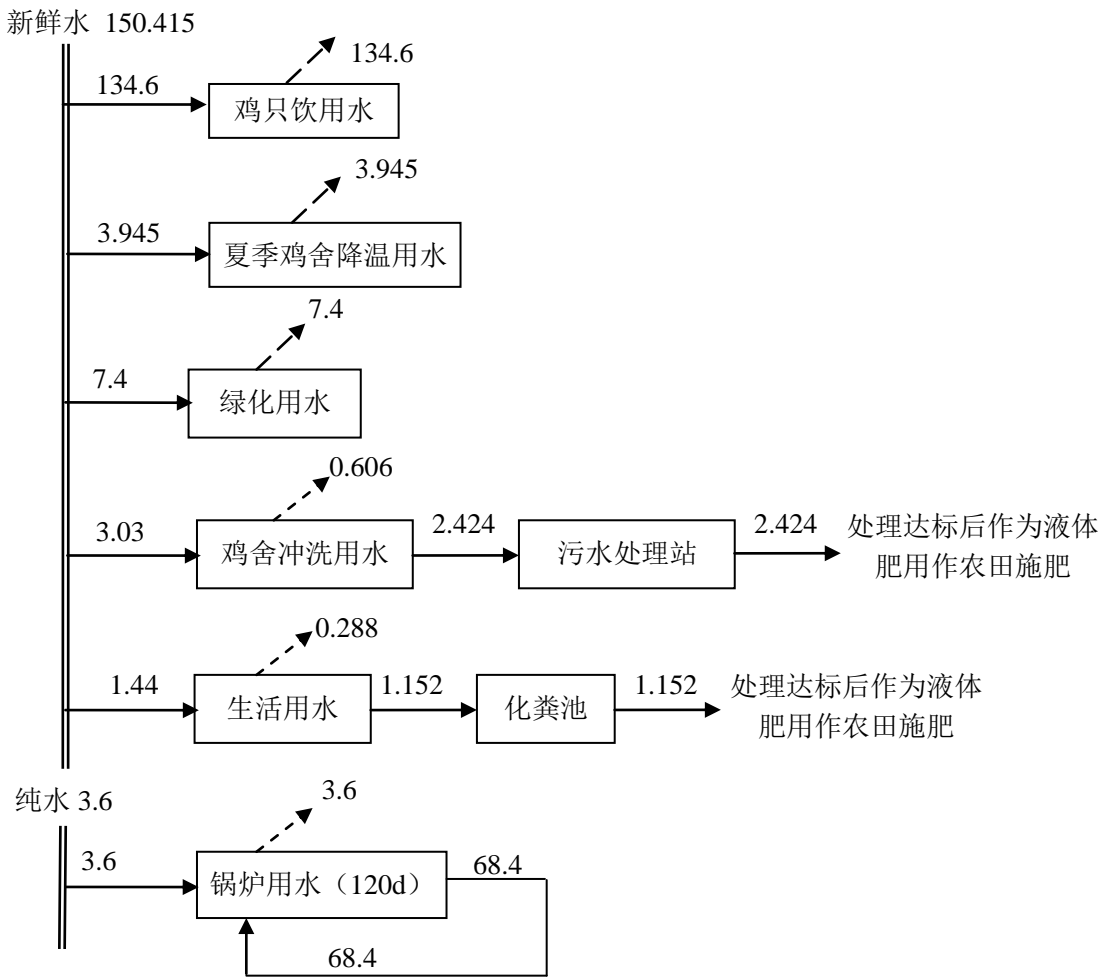 新鲜水 150.415
134.6
134.6
鸡只饮用水
3.945
3.945
夏季鸡舍降温用水
7.4
7.4
绿化用水
0.606
3.03
鸡舍冲洗用水
2.424
污水处理站
2.424
处理达标后作为液体
肥用作农田施肥
0.288
1.44
生活用水
1.152
化粪池
1.152
处理达标后作为液体
肥用作农田施肥
纯水 3.6
3.6
3.6
锅炉用水（120d）
68.4
68.4